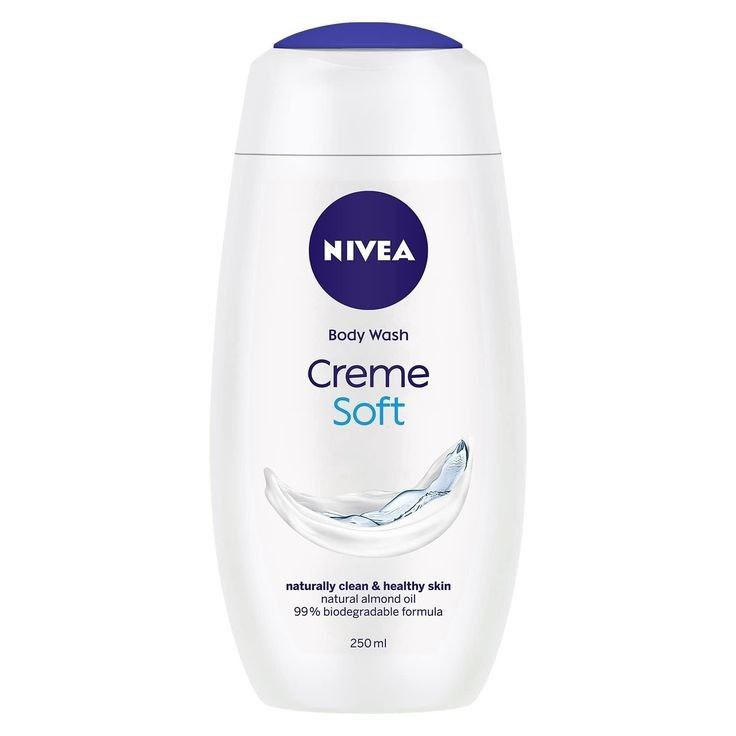 NIVEA
Body Wash
Creme
Soft
naturally clean & healthy skin
natural almond oil
99% biodegradable formula
250 ml